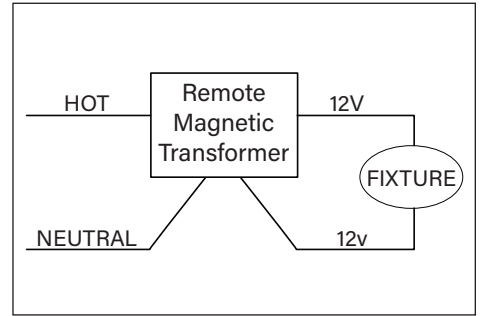 HOT
Remote
Magnetic
Transformer
12V
FIXTURE
NEUTRAL
12v